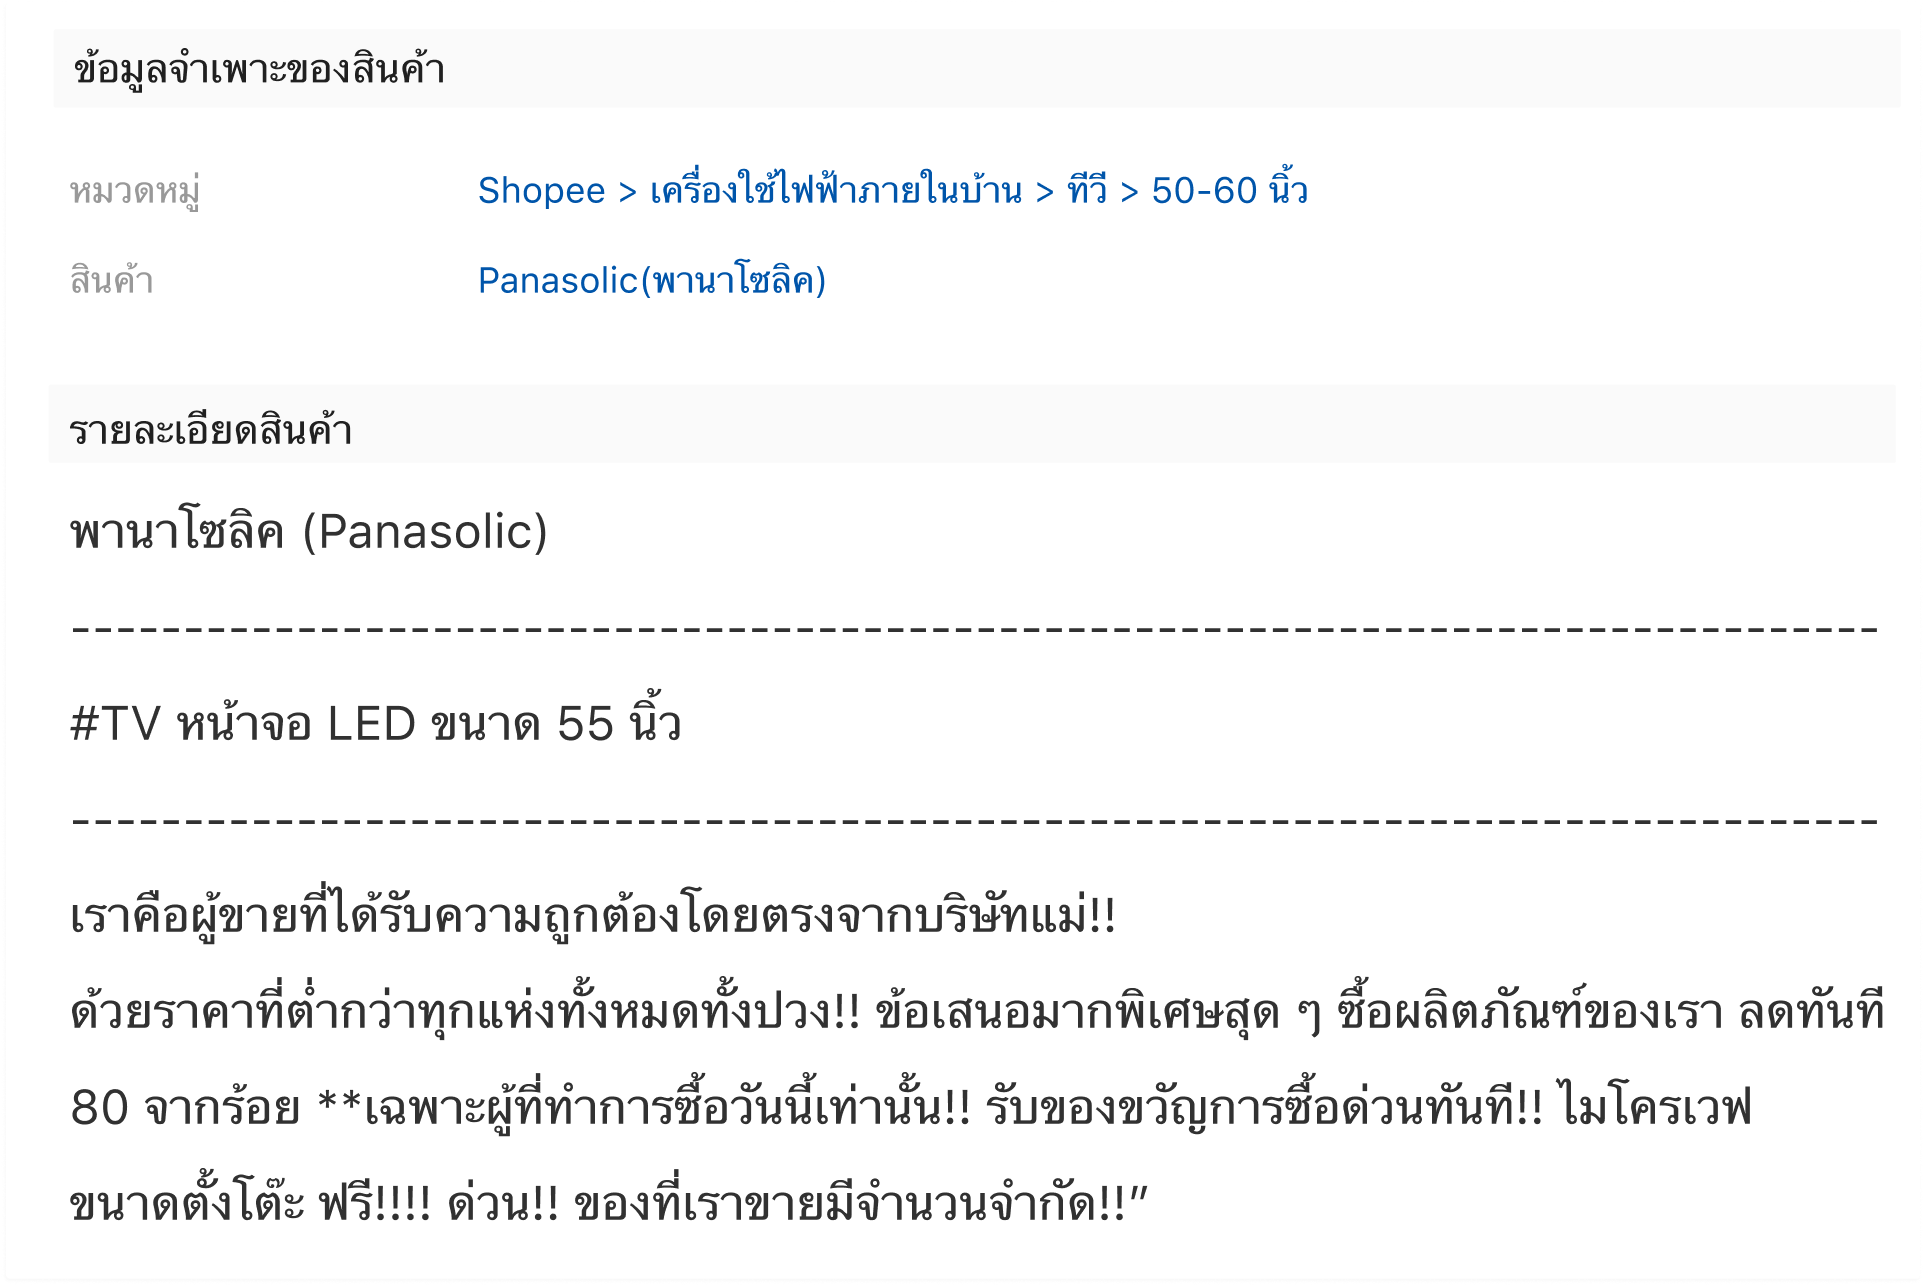 ข้อมูลจำเพาะของสินค้า
หมวดหมู่ Shopee > เครื่องใช้ไฟฟ้าภายในบ้าน > ทีวี > 50-60 นิ้ว
สินค้า Panasolic(พานาโซลิค)
รายละเอียดสินค้า
พานาโซลิค (Panasolic)
--------------------------------------------------------------------------------
#TV หน้าจอ LED ขนาด 55 นิ้ว
--------------------------------------------------------------------------------
เราคือผู้ขายที่ได้รับความถูกต้องโดยตรงจากบริษัทแม่!!
ด้วยราคาที่ต่ำกว่าทุกแห่งทั้งหมดทั้งปวง!! ข้อเสนอมากพิเศษสุด ๆ ซื้อผลิตภัณฑ์ของเรา ลดทันที
80 จากร้อย **เฉพาะผู้ที่ทำการซื้อวันนี้เท่านั้น!! รับของขวัญการซื้อด่วนทันที!! ไมโครเวฟ
ขนาดตั้งโต๊ะ ฟรี!!!! ด่วน!! ของที่เราขายมีจำนวนจำกัด!!”